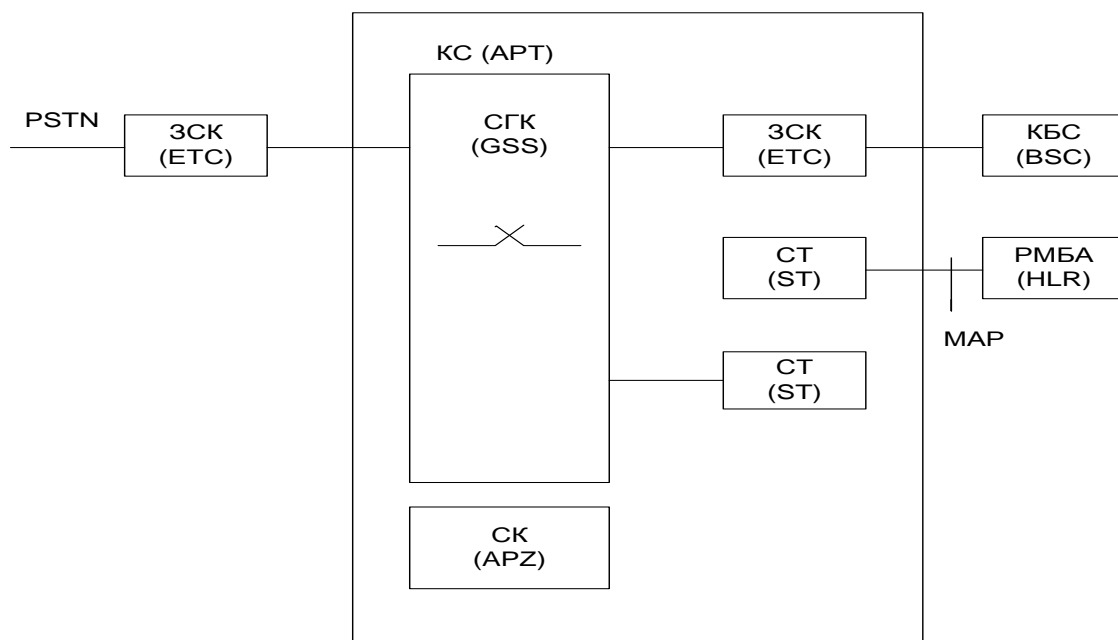 КС (APT)
PSTN
ЗСК
(ETC)
СГК
(GSS)
ЗСК
(ETC)
КБС
(BSC)
СТ
(ST)
РМБА
(HLR)
MAP
СТ
(ST)
СК
(APZ)